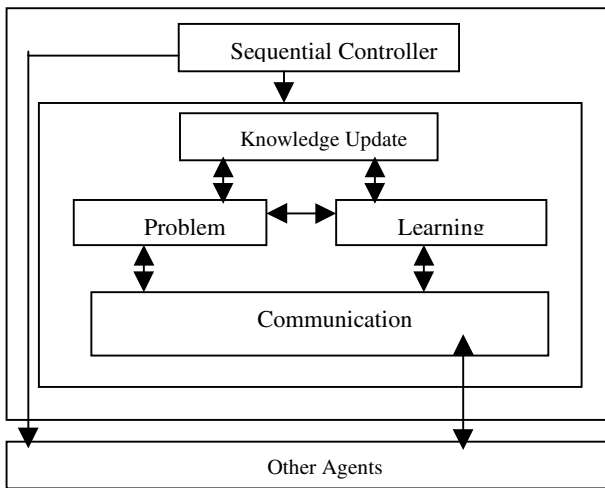 Sequential Controller
Knowledge Update
Problem
Learning
Communication
Other Agents